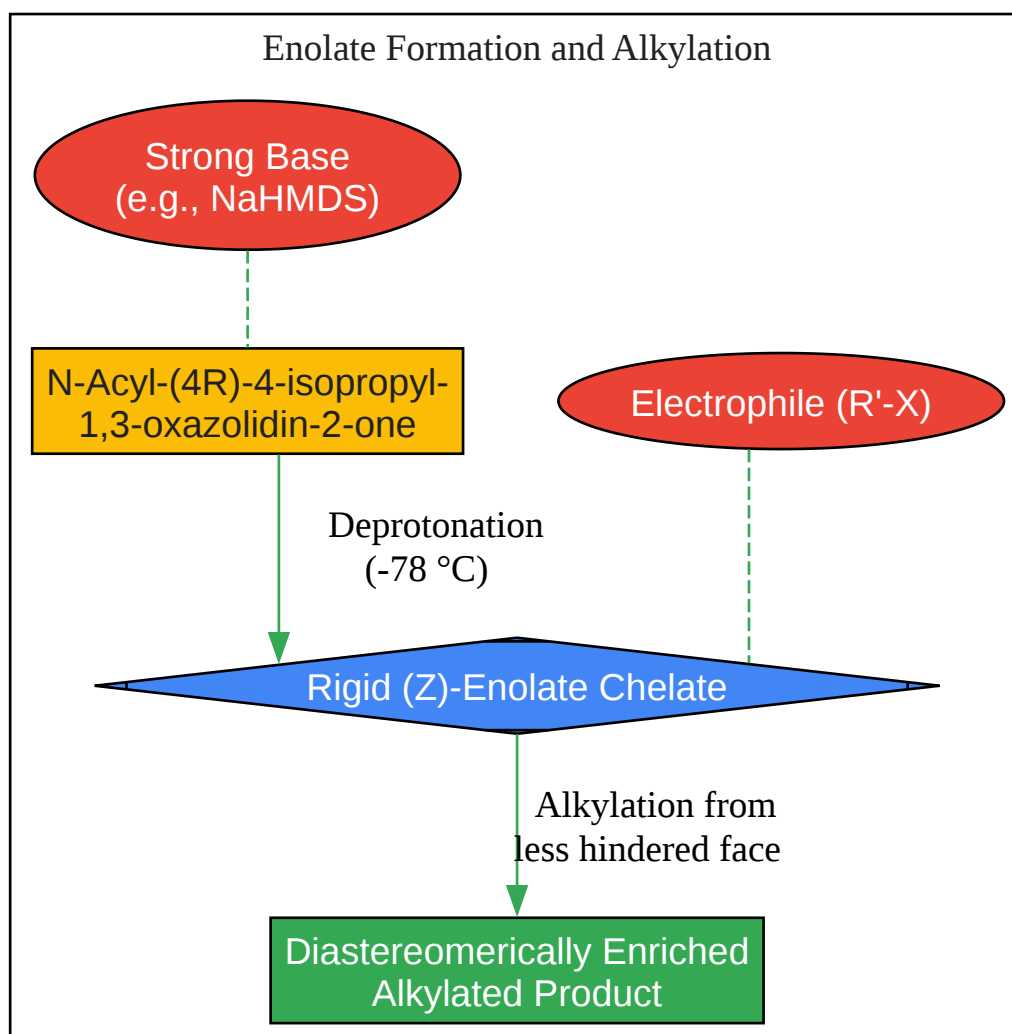 Enolate Formation and Alkylation
Strong Base
(e.g., NaHMDS)
N-Acyl-(4R)-4-isopropyl-
1,3-oxazolidin-2-one
Electrophile (R'-X)
Deprotonation
(-78 °C)
Rigid (Z)-Enolate Chelate
Alkylation from
less hindered face
Diastereomerically Enriched
Alkylated Product